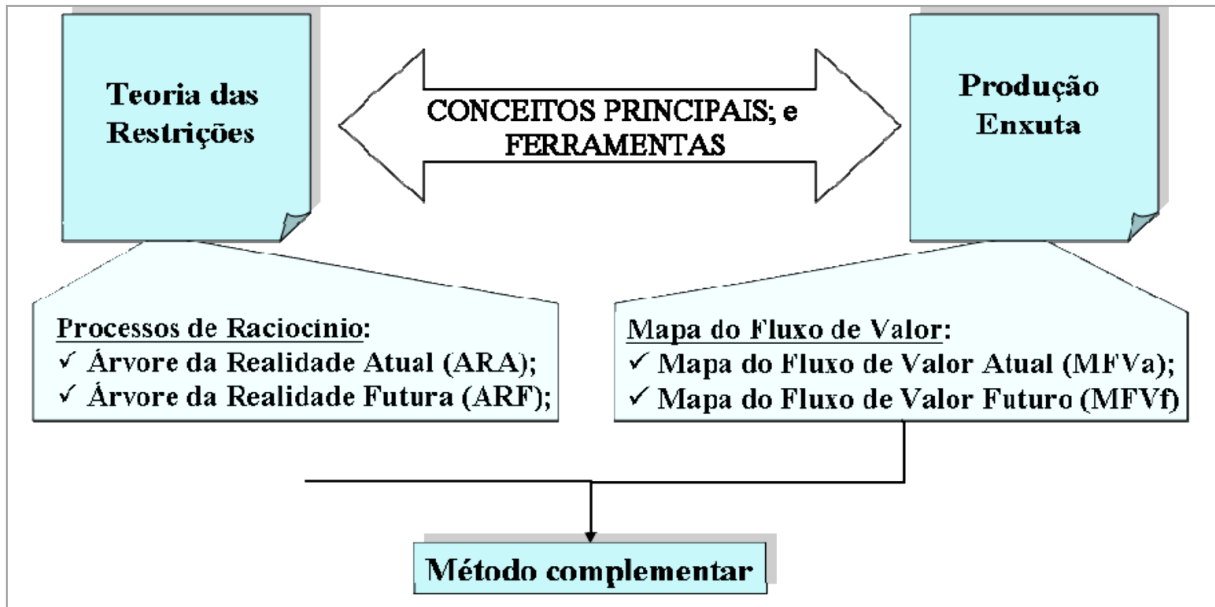 Teoria das
Restrições
CONCEITOS PRINCIPAIS; e
FERRAMENTAS
Produção
Enxuta
Processos de Raciocínio:
✓ Árvore da Realidade Atual (ARA);
✓ Árvore da Realidade Futura (ARF);
Mapa do Fluxo de Valor:
✓ Mapa do Fluxo de Valor Atual (MFVa);
✓ Mapa do Fluxo de Valor Futuro (MFVf)
Método complementar